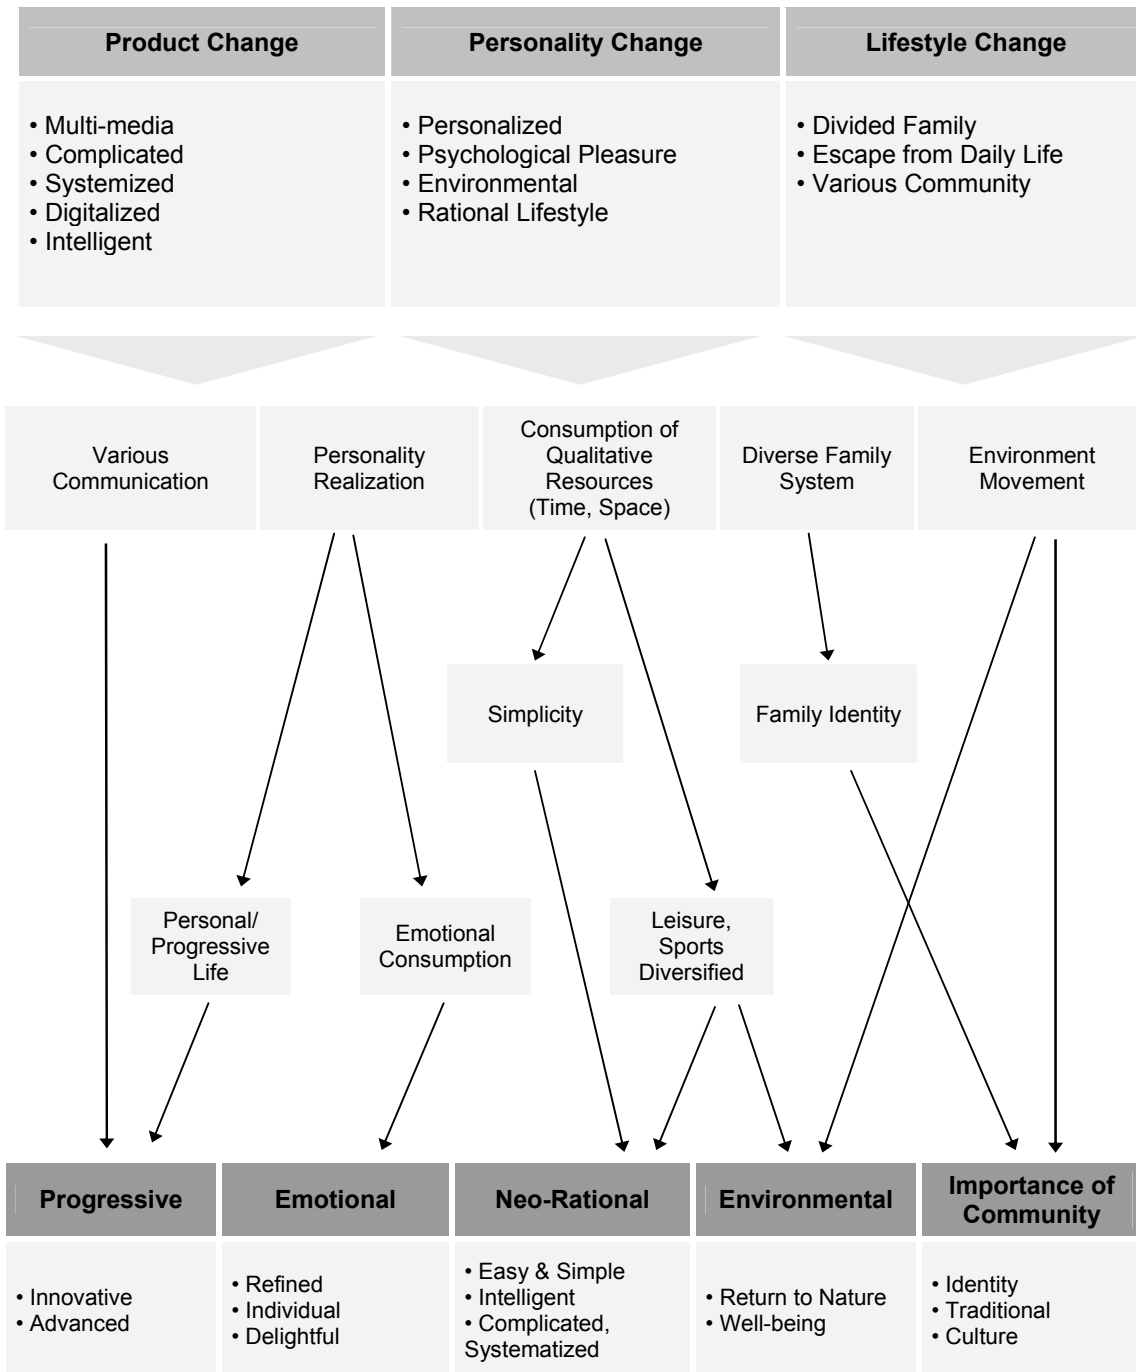 Product Change
Personality Change
Lifestyle Change
• Multi-media
• Complicated
• Systemized
• Digitalized
• Intelligent
• Personalized
• Psychological Pleasure
• Environmental
• Rational Lifestyle
• Divided Family
• Escape from Daily Life
• Various Community
Various
Communication
Personality
Realization
Consumption of
Qualitative
Resources
(Time, Space)
Diverse Family
System
Environment
Movement
Simplicity
Family Identity
Personal/
Progressive
Life
Emotional
Consumption
Leisure,
Sports
Diversified
Progressive
Emotional
Neo-Rational
Environmental
Importance of
Community
• Innovative
• Advanced
• Refined
• Individual
• Delightful
• Easy & Simple
• Intelligent
• Complicated,
Systematized
• Return to Nature
• Well-being
• Identity
• Traditional
• Culture